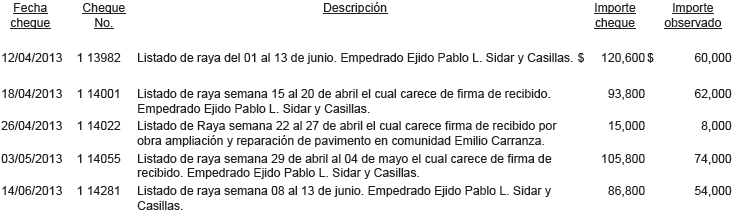 Fecha Cheque Descripción Importe Importe
cheque No. cheque observado
12/04/2013 1 13982 Listado de raya del 01 al 13 de junio. Empedrado Ejido Pablo L. Sidar y Casillas. $ 120,600 $ 60,000
18/04/2013 1 14001 Listado de raya semana 15 al 20 de abril el cual carece de firma de recibido. 93,800 62,000
Empedrado Ejido Pablo L. Sidar y Casillas.
26/04/2013 1 14022 Listado de Raya semana 22 al 27 de abril el cual carece firma de recibido por 15,000 8,000
obra ampliación y reparación de pavimento en comunidad Emilio Carranza.
03/05/2013 1 14055 Listado de raya semana 29 de abril al 04 de mayo el cual carece de firma de 105,800 74,000
recibido. Empedrado Ejido Pablo L. Sidar y Casillas.
14/06/2013 1 14281 Listado de raya semana 08 al 13 de junio. Empedrado Ejido Pablo L. Sidar y 86,800 54,000
Casillas.